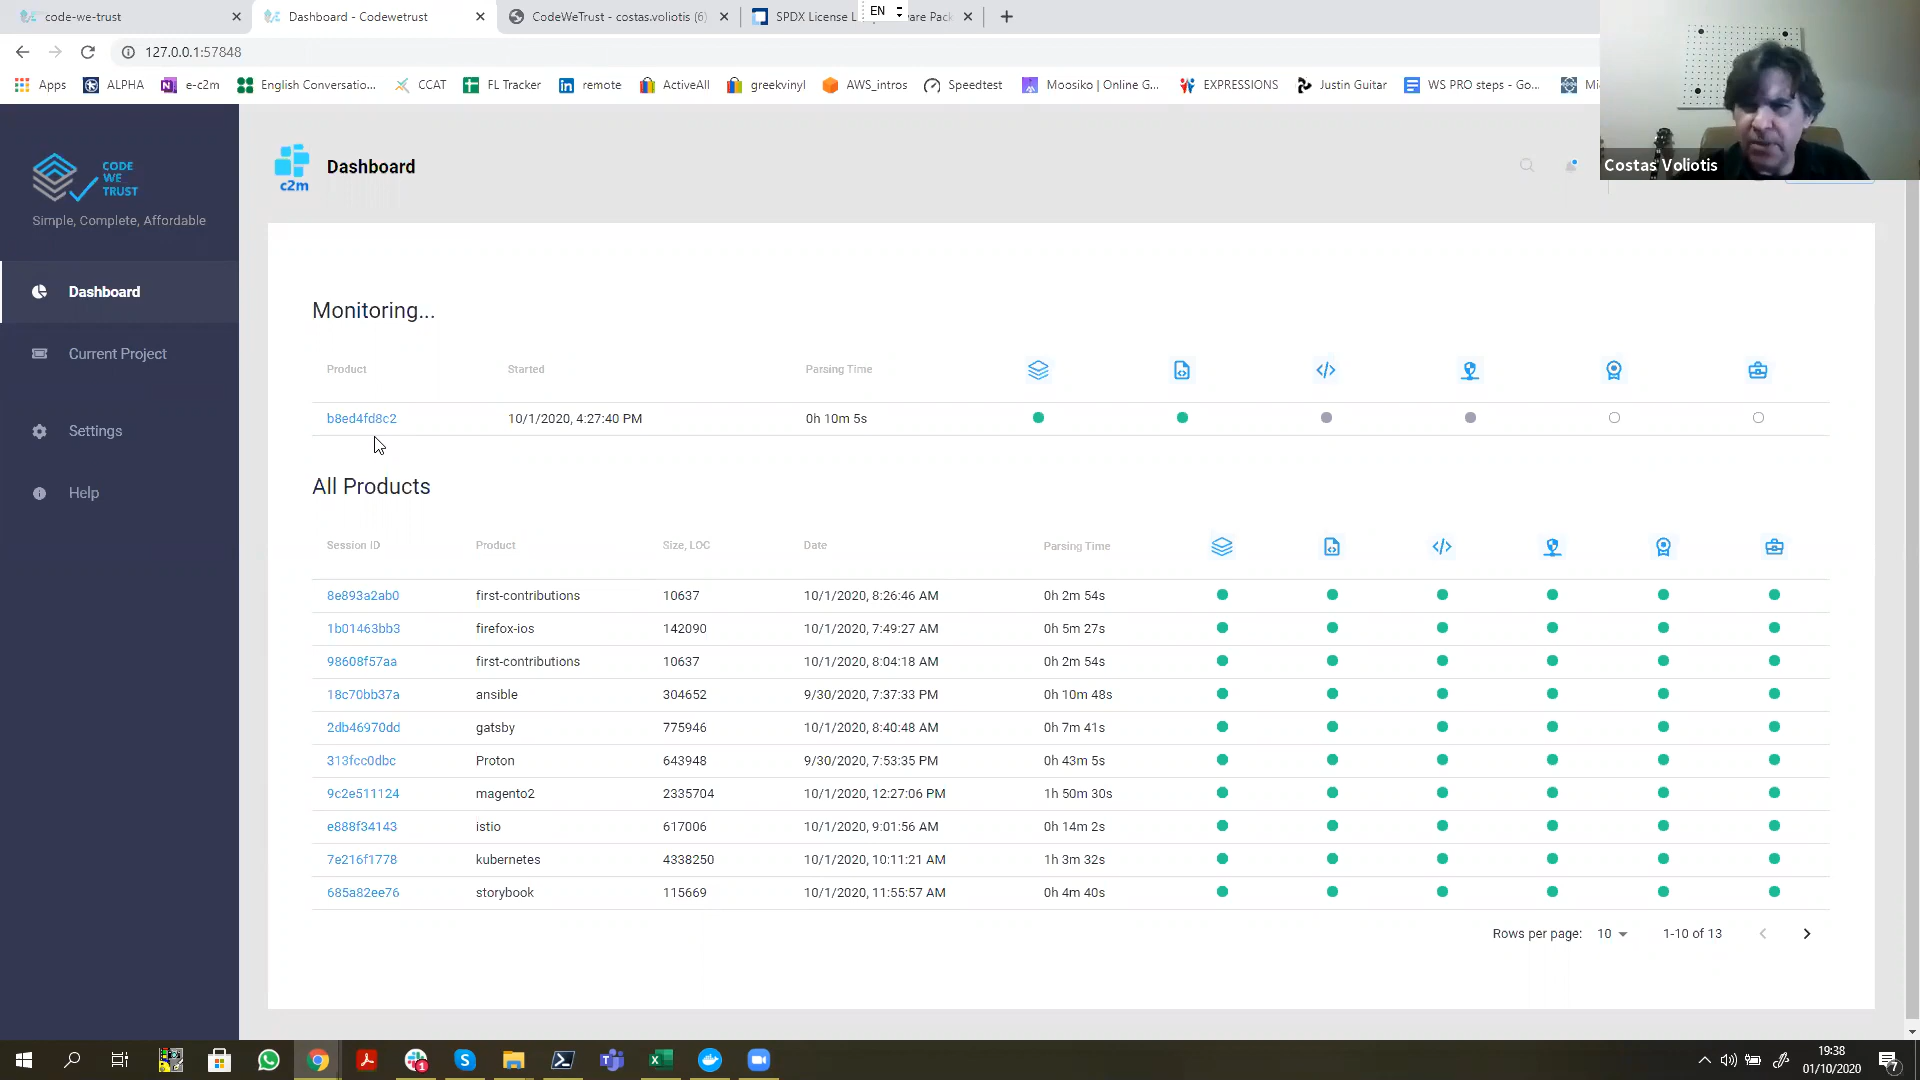 code-we-trust
Dashboard - Codewetrust
CodeWeTrust - costas.voliotis (6)
SPDX License L
are Pack
EN
127.0.0.1:57848
Apps
ALPHA
e-c2m
English Conversatio...
CCAT
FL Tracker
remote
ActiveAll
greekvinyl
AWS_intros
Speedtest
Moosiko | Online G...
EXPRESSIONS
Justin Guitar
WS PRO steps - Go...
Mi
Costas Voliotis
CODE
WE
TRUST
Simple, Complete, Affordable
c2m
Dashboard
Dashboard
Current Project
Settings
Help
Monitoring...
Product Started Parsing Time
b8ed4fd8c2 10/1/2020, 4:27:40 PM 0h 10m 5s
All Products
Session ID Product Size, LOC Date Parsing Time
8e893a2ab0 first-contributions 10637 10/1/2020, 8:26:46 AM 0h 2m 54s
1b01463bb3 firefox-ios 142090 10/1/2020, 7:49:27 AM 0h 5m 27s
98608f57aa first-contributions 10637 10/1/2020, 8:04:18 AM 0h 2m 54s
18c70bb37a ansible 304652 9/30/2020, 7:37:33 PM 0h 10m 48s
2db46970dd gatsby 775946 10/1/2020, 8:40:48 AM 0h 7m 41s
313fcc0dbc Proton 643948 9/30/2020, 7:53:35 PM 0h 43m 5s
9c2e511124 magento2 2335704 10/1/2020, 12:27:06 PM 1h 50m 30s
e888f34143 istio 617006 10/1/2020, 9:01:56 AM 0h 14m 2s
7e216f1778 kubernetes 4338250 10/1/2020, 10:11:21 AM 1h 3m 32s
685a82ee76 storybook 115669 10/1/2020, 11:55:57 AM 0h 4m 40s
Rows per page: 10 1-10 of 13
19:38
01/10/2020